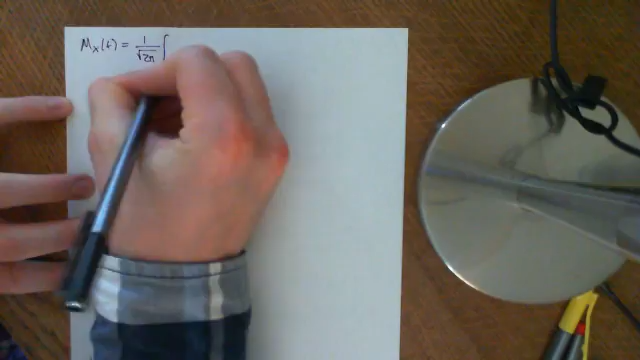 Mₓ(t) = 1/√2π ∫